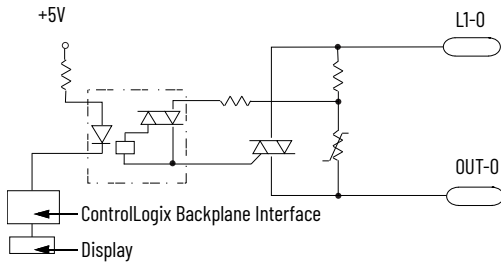 +5V
L1-0
OUT-0
ControlLogix Backplane Interface
Display